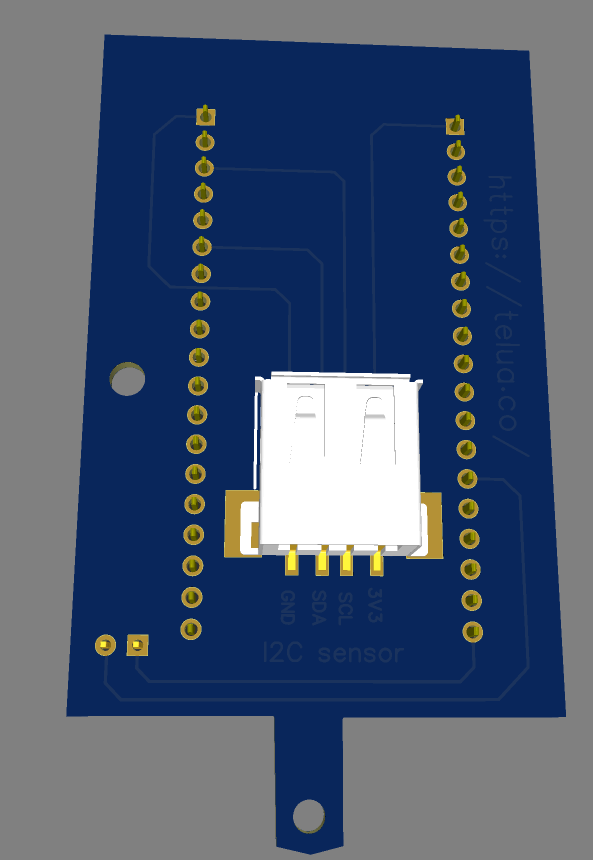 https://telua.co/
GND
SDA
SCL
3V3
I2C sensor